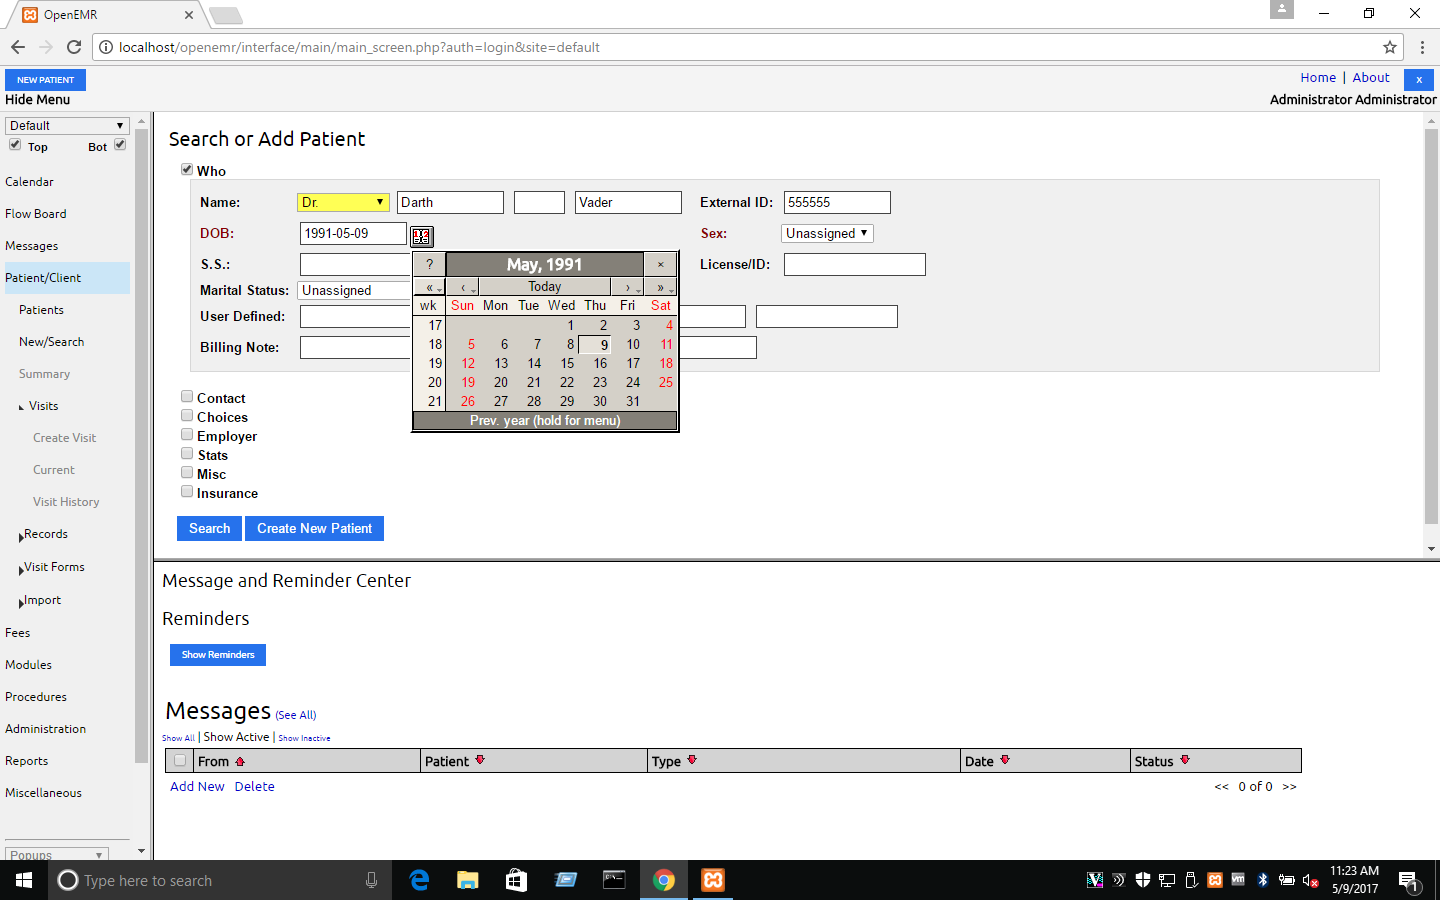 OpenEMR
localhost/openemr/interface/main/main_screen.php?auth=login&site=default
NEW PATIENT
Home | About x
Hide Menu
Administrator Administrator
Default
Top Bot
Calendar
Flow Board
Messages
Patient/Client
Patients
New/Search
Summary
Visits
Create Visit
Current
Visit History
Records
Visit Forms
Import
Fees
Modules
Procedures
Administration
Reports
Miscellaneous
Popups
Search or Add Patient
Who
Name: Dr. Darth Vader External ID: 555555
DOB: 1991-05-09 Sex: Unassigned
S.S.: License/ID:
Marital Status: Unassigned
User Defined:
Billing Note:
? May, 1991 ×
« ‹ Today › »
wk Sun Mon Tue Wed Thu Fri Sat
17 1 2 3 4
18 5 6 7 8 9 10 11
19 12 13 14 15 16 17 18
20 19 20 21 22 23 24 25
21 26 27 28 29 30 31
Prev. year (hold for menu)
Contact
Choices
Employer
Stats
Misc
Insurance
Search Create New Patient
Message and Reminder Center
Reminders
Show Reminders
Messages (See All)
Show All | Show Active | Show Inactive
From Patient Type Date Status
Add New Delete << 0 of 0 >>
Type here to search
11:23 AM
5/9/2017
1